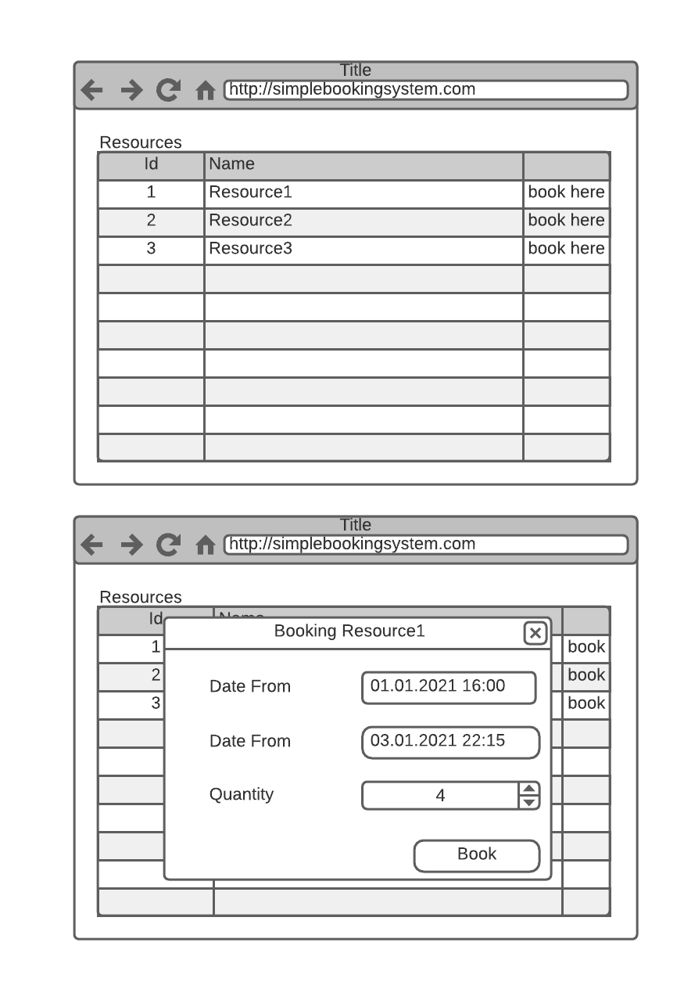 Title
http://simplebookingsystem.com
Resources
Id Name
1 Resource1 book here
2 Resource2 book here
3 Resource3 book here
Title
http://simplebookingsystem.com
Resources
Id Name
Booking Resource1
1 book
2 book
3 book
Date From 01.01.2021 16:00
Date From 03.01.2021 22:15
Quantity 4
Book